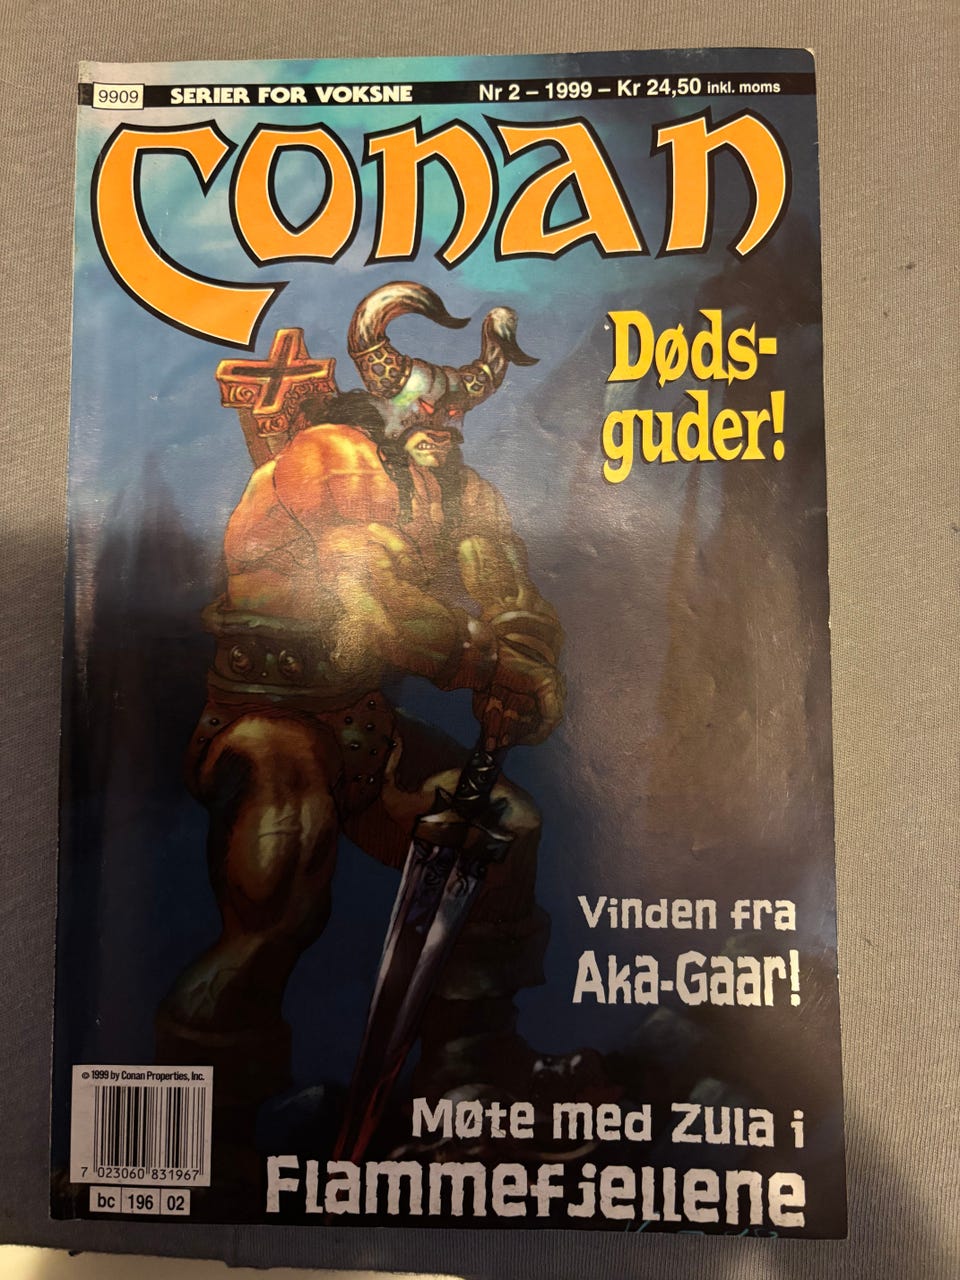 9909
SERIER FOR VOKSNE
Nr 2 – 1999 – Kr 24,50 inkl. moms
Conan
Døds-
guder!
Vinden fra
Aka-Gaar!
Møte med Zula i
Flammefjellene
© 1999 by Conan Properties, Inc.
7 023060 831967
bc 196 02